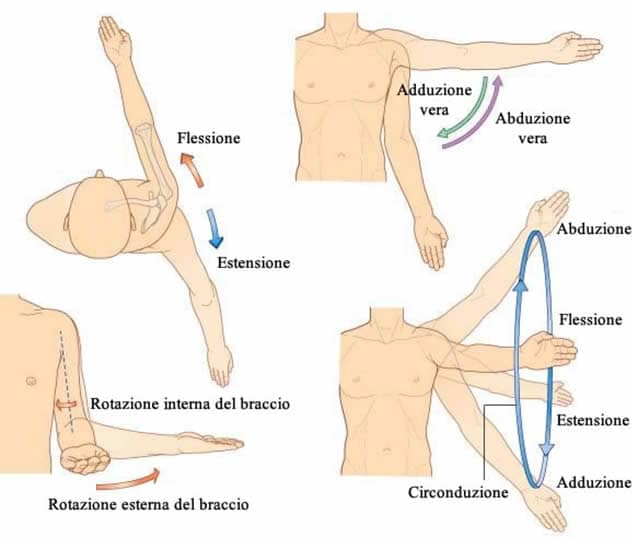 Flessione
Estensione
Adduzione
vera
Abduzione
vera
Rotazione interna del braccio
Rotazione esterna del braccio
Abduzione
Flessione
Estensione
Adduzione
Circonduzione